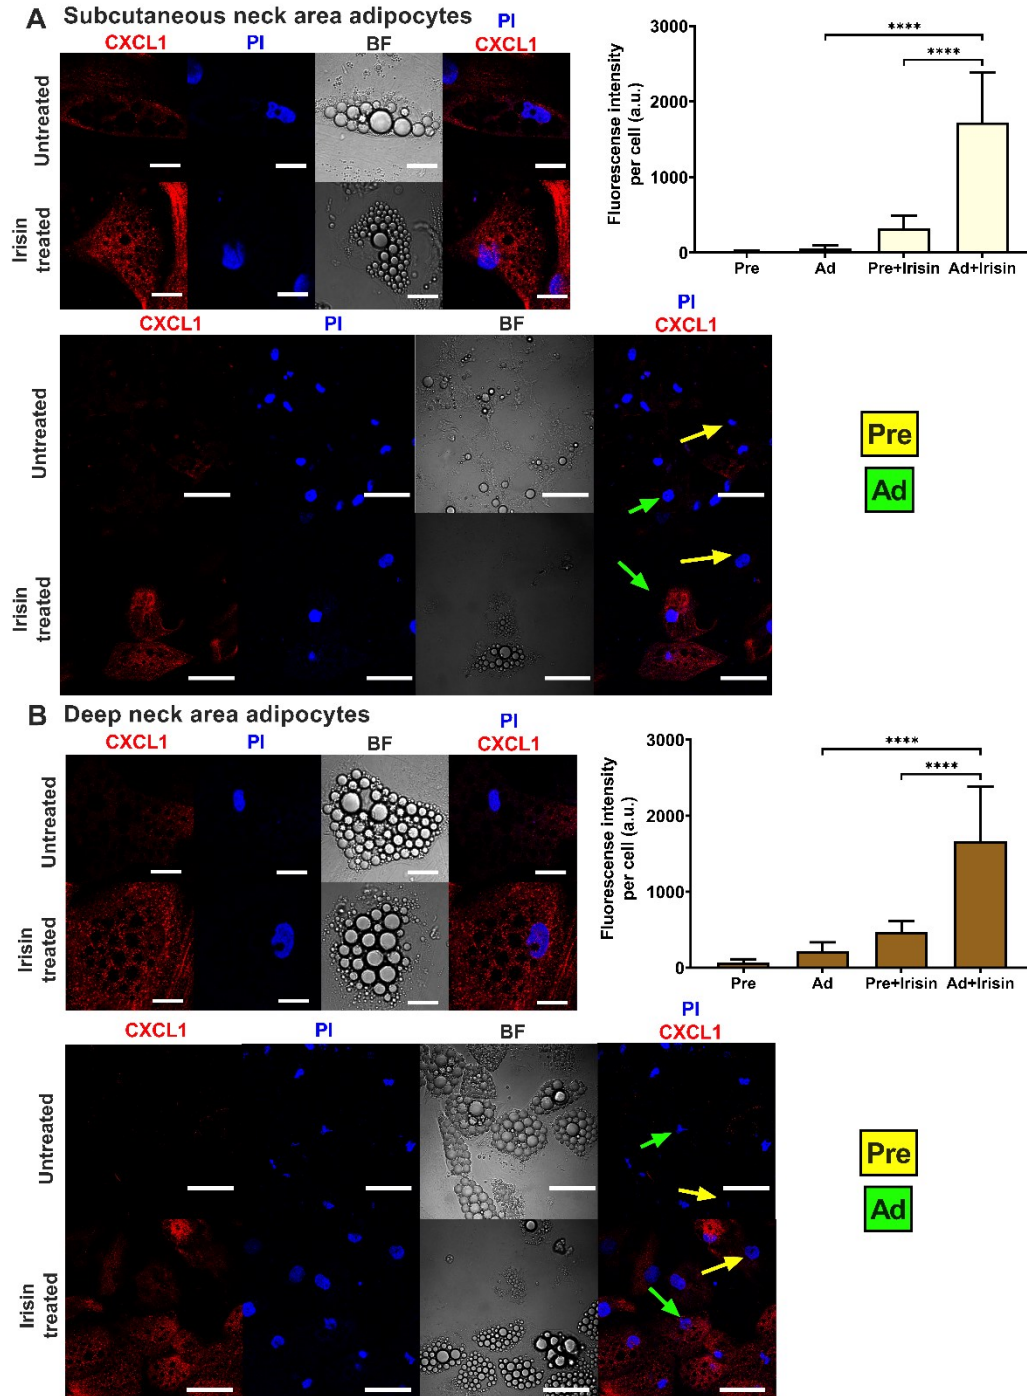 A Subcutaneous neck area adipocytes
CXCL1
PI
BF
PI
CXCL1
Untreated
Irisin
treated
Fluorescense intensity
per cell (a.u.)
3000
2000
1000
0
****
****
Pre
Ad
Pre+Irisin
Ad+Irisin
CXCL1
PI
BF
PI
CXCL1
Untreated
Irisin
treated
Pre
Ad
B Deep neck area adipocytes
CXCL1
PI
BF
PI
CXCL1
Untreated
Irisin
treated
Fluorescense intensity
per cell (a.u.)
3000
2000
1000
0
****
****
Pre
Ad
Pre+Irisin
Ad+Irisin
CXCL1
PI
BF
PI
CXCL1
Untreated
Irisin
treated
Pre
Ad